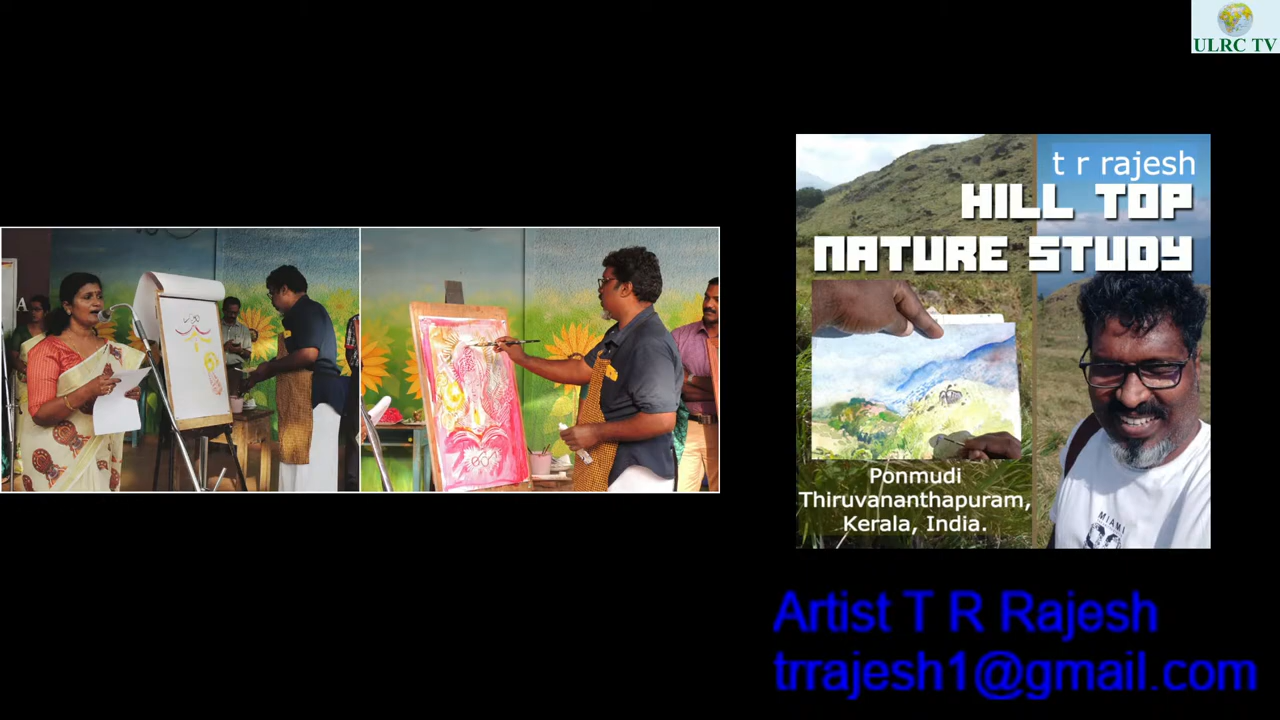 ULRC TV
t r rajesh
HILL TOP
NATURE STUDY
Ponmudi
Thiruvananthapuram,
Kerala, India.
MIAMI
A
Artist T R Rajesh
trrajesh1@gmail.com